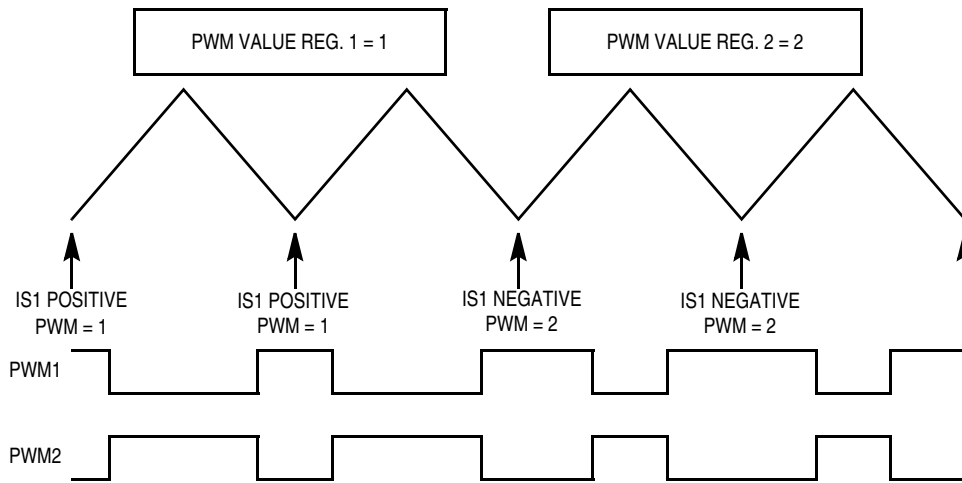 PWM VALUE REG. 1 = 1
PWM VALUE REG. 2 = 2
IS1 POSITIVE
PWM = 1
IS1 POSITIVE
PWM = 1
IS1 NEGATIVE
PWM = 2
IS1 NEGATIVE
PWM = 2
PWM1
PWM2